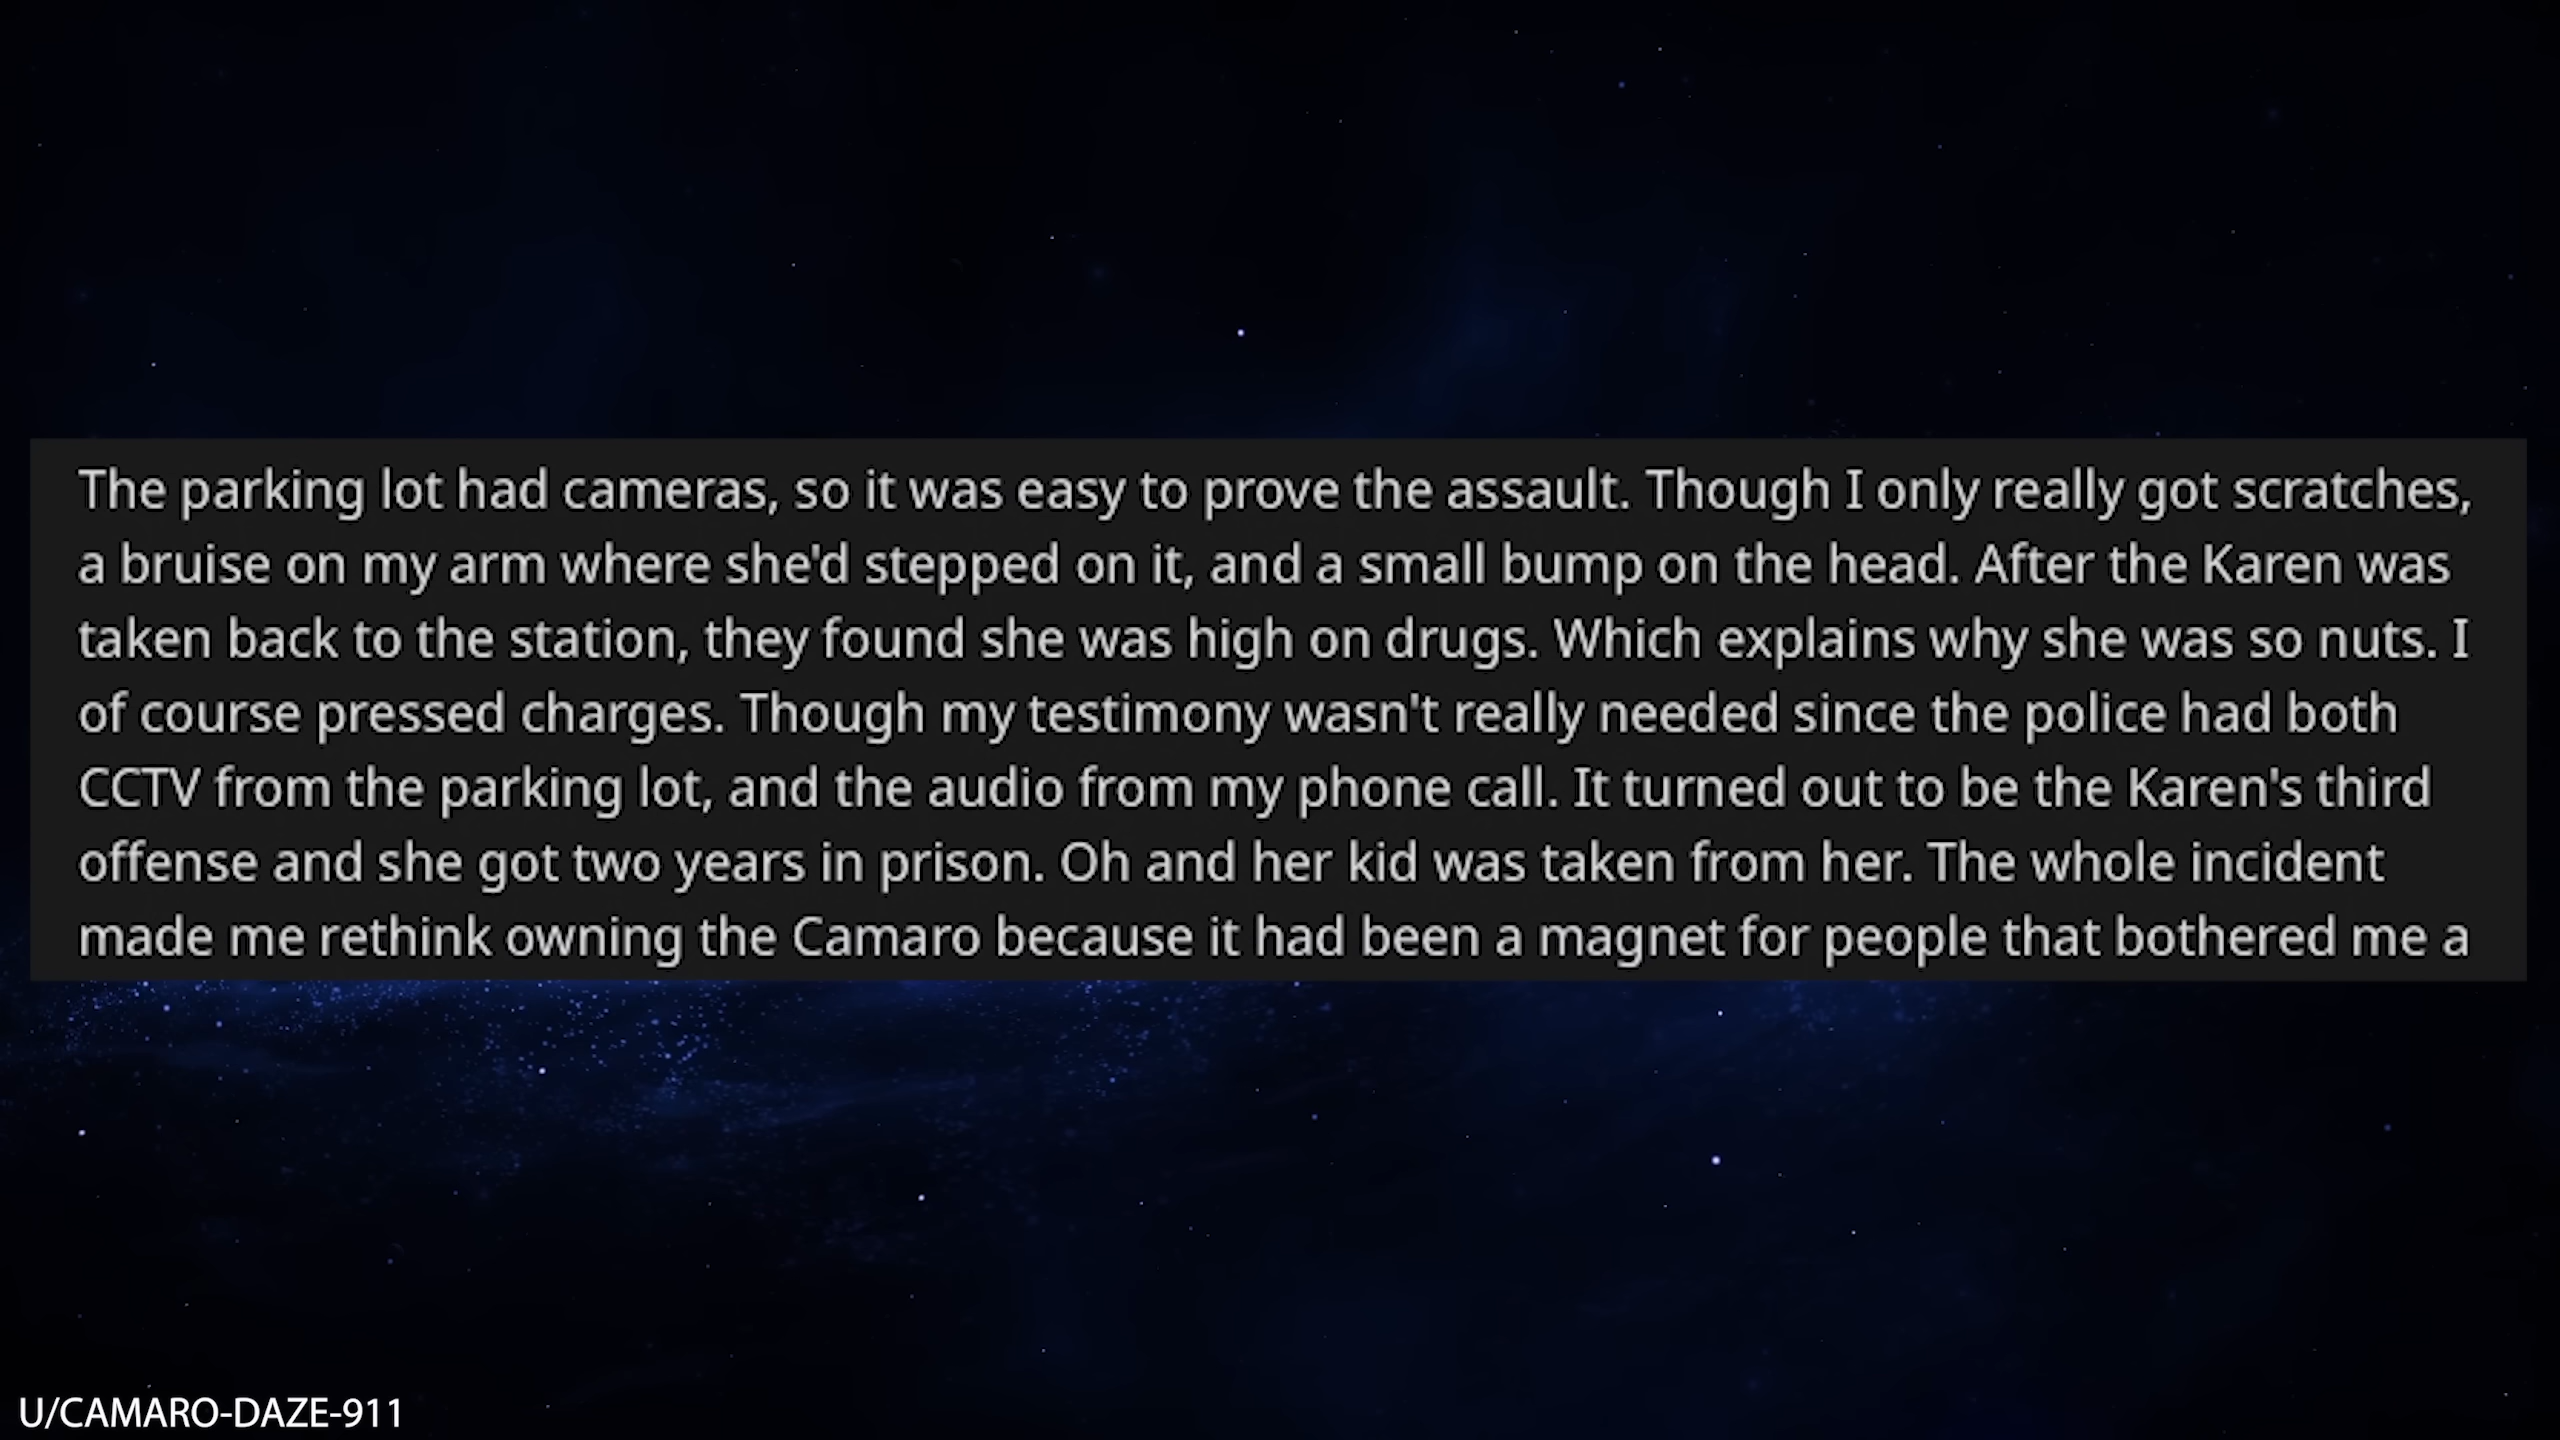 The parking lot had cameras, so it was easy to prove the assault. Though I only really got scratches,
a bruise on my arm where she'd stepped on it, and a small bump on the head. After the Karen was
taken back to the station, they found she was high on drugs. Which explains why she was so nuts. I
of course pressed charges. Though my testimony wasn't really needed since the police had both
CCTV from the parking lot, and the audio from my phone call. It turned out to be the Karen's third
offense and she got two years in prison. Oh and her kid was taken from her. The whole incident
made me rethink owning the Camaro because it had been a magnet for people that bothered me a
U/CAMARO-DAZE-911